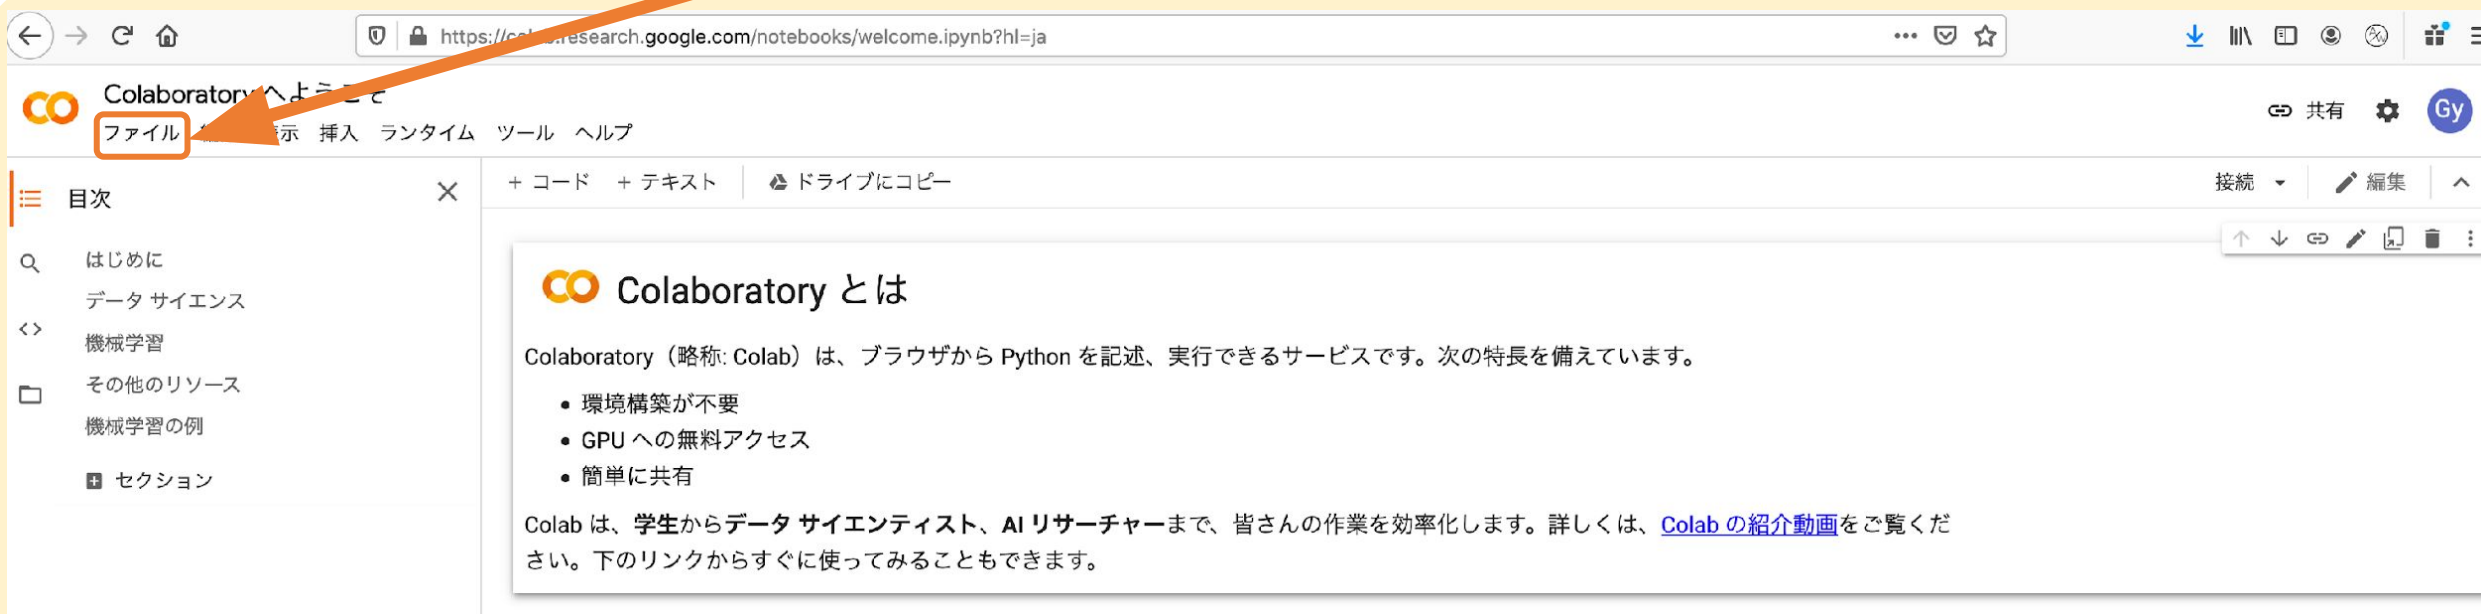 https://colab.research.google.com/notebooks/welcome.ipynb?hl=ja
Colaboratory へようこそ
共有
Gy
ファイル 表示 挿入 ランタイム ツール ヘルプ
目次
+ コード + テキスト ドライブにコピー
接続 編集
はじめに
データ サイエンス
機械学習
その他のリソース
機械学習の例
セクション
Colaboratory とは
Colaboratory（略称: Colab）は、ブラウザから Python を記述、実行できるサービスです。次の特長を備えています。
• 環境構築が不要
• GPU への無料アクセス
• 簡単に共有
Colab は、学生からデータ サイエンティスト、AI リサーチャーまで、皆さんの作業を効率化します。詳しくは、Colab の紹介動画をご覧くだ
さい。下のリンクからすぐに使ってみることもできます。